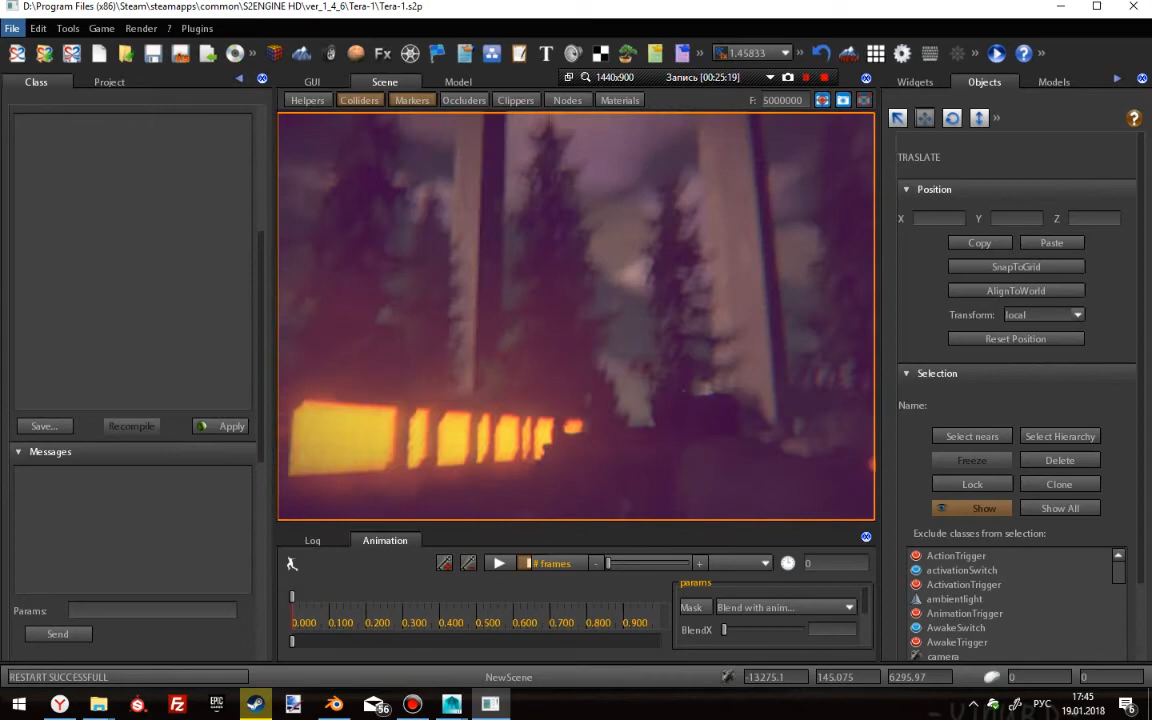 D:\Program Files (x86)\Steam\steamapps\common\S2ENGINE HD\ver_1_4_6\Tera-1\Tera-1.s2p
File Edit Tools Game Render ? Plugins
Fx T 1.45833
Class Project GUI Scene Model 1440x900 Запись [00:25:19] Widgets Objects Models
Helpers Colliders Markers Occluders Clippers Nodes Materials F: 5000000
TRASLATE
Position
X Y Z
Copy Paste
SnapToGrid
AlignToWorld
Transform: local
Reset Position
Selection
Name:
Save... Recompile Apply
Select nears Select Hierarchy
Messages
Freeze Delete
Lock Clone
Show Show All
Exclude classes from selection:
Log Animation
ActionTrigger
# frames - + 0
activationSwitch
ActivationTrigger
params
ambientlight
Mask Blend with anim...
Params:
AnimationTrigger
0.000 0.100 0.200 0.300 0.400 0.500 0.600 0.700 0.800 0.900
BlendX
AwakeSwitch
Send
AwakeTrigger
camera
RESTART SUCCESSFULL NewScene -13275.1 145.075 6295.97 0 0
EPIC GAMES 56 РУС 17:45
19.01.2018 6